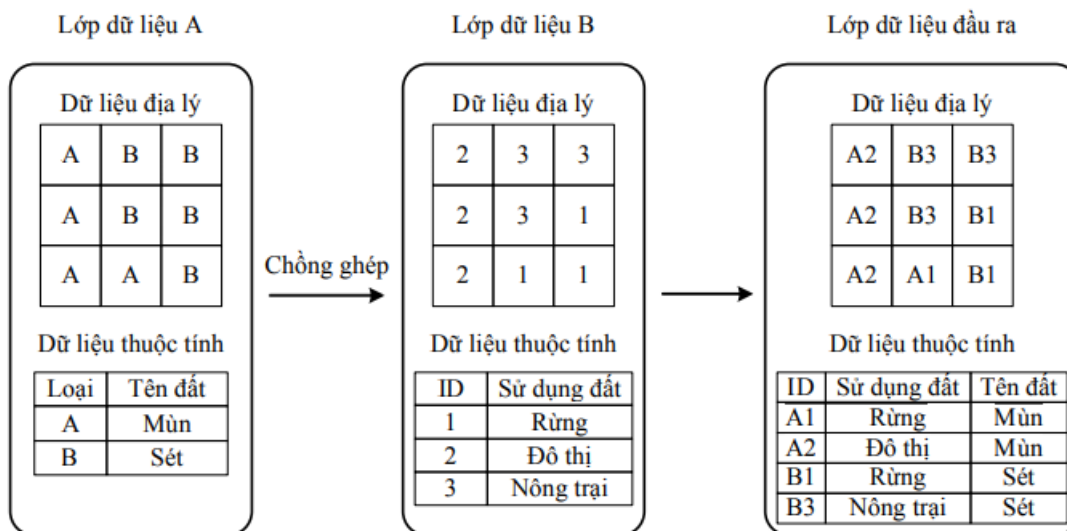 Lớp dữ liệu A
Lớp dữ liệu B
Lớp dữ liệu đầu ra
Dữ liệu địa lý
A B B
A B B
A A B
Dữ liệu thuộc tính
Loại Tên đất
A Mùn
B Sét
Chồng ghép
Dữ liệu địa lý
2 3 3
2 3 1
2 1 1
Dữ liệu thuộc tính
ID Sử dụng đất
1 Rừng
2 Đô thị
3 Nông trại
Dữ liệu địa lý
A2 B3 B3
A2 B3 B1
A2 A1 B1
Dữ liệu thuộc tính
ID Sử dụng đất Tên đất
A1 Rừng Mùn
A2 Đô thị Mùn
B1 Rừng Sét
B3 Nông trại Sét